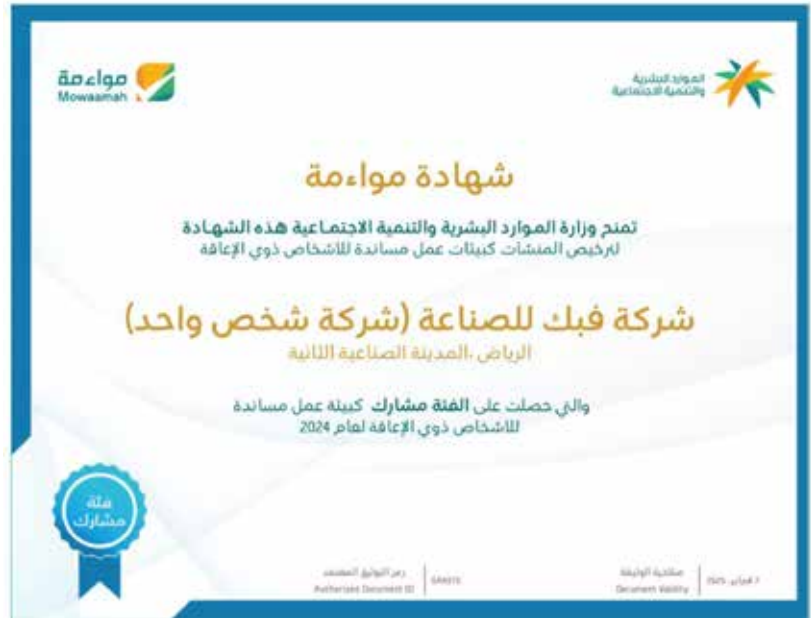 مواءمة
Mowaamah
الموارد البشرية
والتنمية الاجتماعية
شهادة مواءمة
تمنح وزارة الموارد البشرية والتنمية الاجتماعية هذه الشهادة
لترخيص المنشآت كبيئات عمل مساندة للأشخاص ذوي الإعاقة
شركة فبك للصناعة (شركة شخص واحد)
الرياض ،المدينة الصناعية الثانية
والتي حصلت على الفئة مشارك كبيئة عمل مساندة
للأشخاص ذوي الإعاقة لعام 2024
فئة
مشارك
رمز التوثيق المعتمد
Authorized Document ID
صلاحية الوثيقة
Document Validity